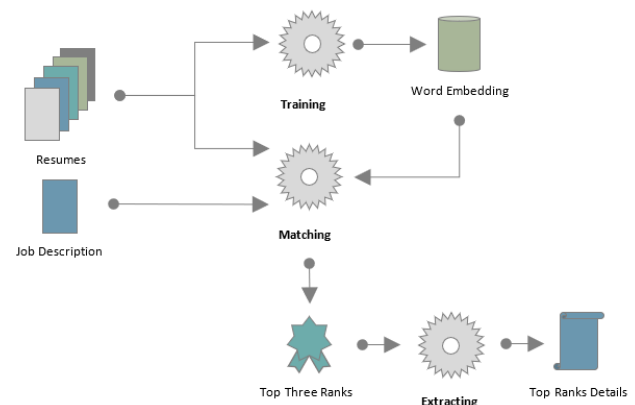 Training
Word Embedding
Resumes
Matching
Job Description
Top Three Ranks
Extracting
Top Ranks Details